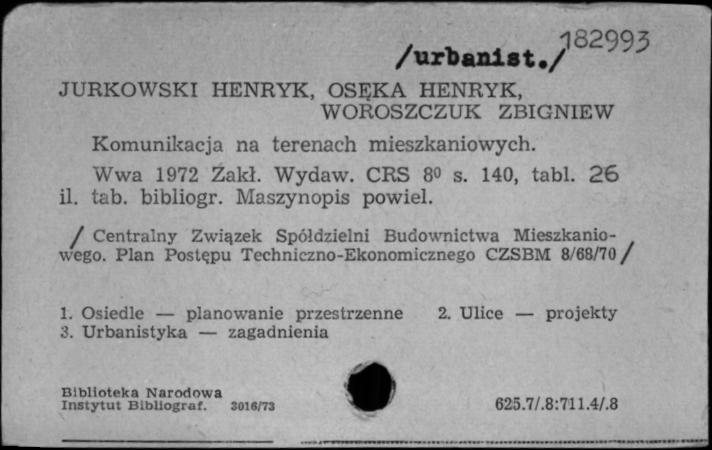 /urbanist./ 182993
JURKOWSKI HENRYK, OSĘKA HENRYK,
WOROSZCZUK ZBIGNIEW
Komunikacja na terenach mieszkaniowych.
Wwa 1972 Zakł. Wydaw. CRS 8⁰ s. 140, tabl. 26
il. tab. bibliogr. Maszynopis powiel.
/ Centralny Związek Spółdzielni Budownictwa Mieszkanio-
wego. Plan Postępu Techniczno-Ekonomicznego CZSBM 8/68/70 /
1. Osiedle — planowanie przestrzenne 2. Ulice — projekty
3. Urbanistyka — zagadnienia
Biblioteka Narodowa
Instytut Bibliograf. 3016/73 625.7/.8:711.4/.8